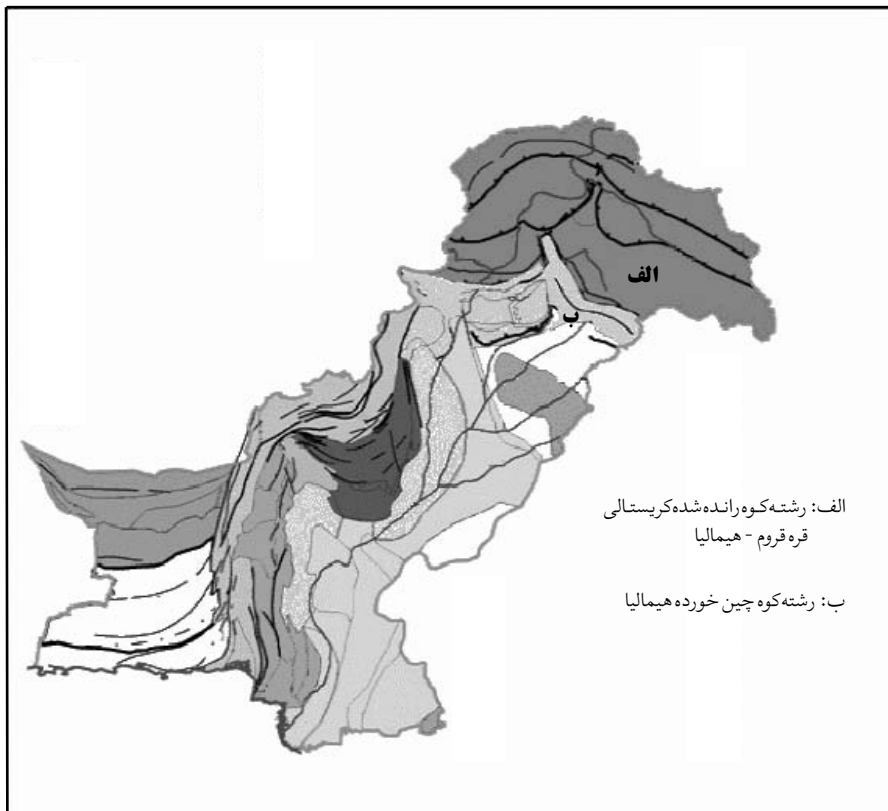 الف
ب
الف: رشته‌کوه رانده شده کریستالی
قره قروم - هیمالیا
ب: رشته کوه چین خورده هیمالیا